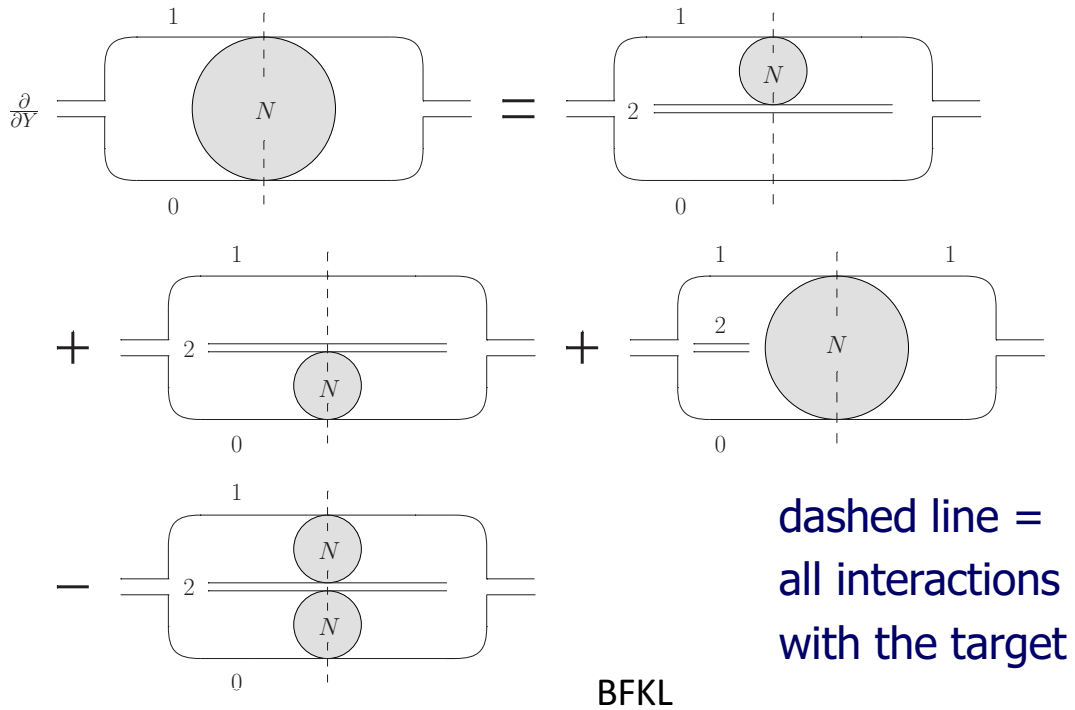 1 1
∂/∂Y N = 2 N
0 0
1 1 1
+ 2 N + 2 N
0 0
1
− 2 N N
0
dashed line =
all interactions
with the target
BFKL